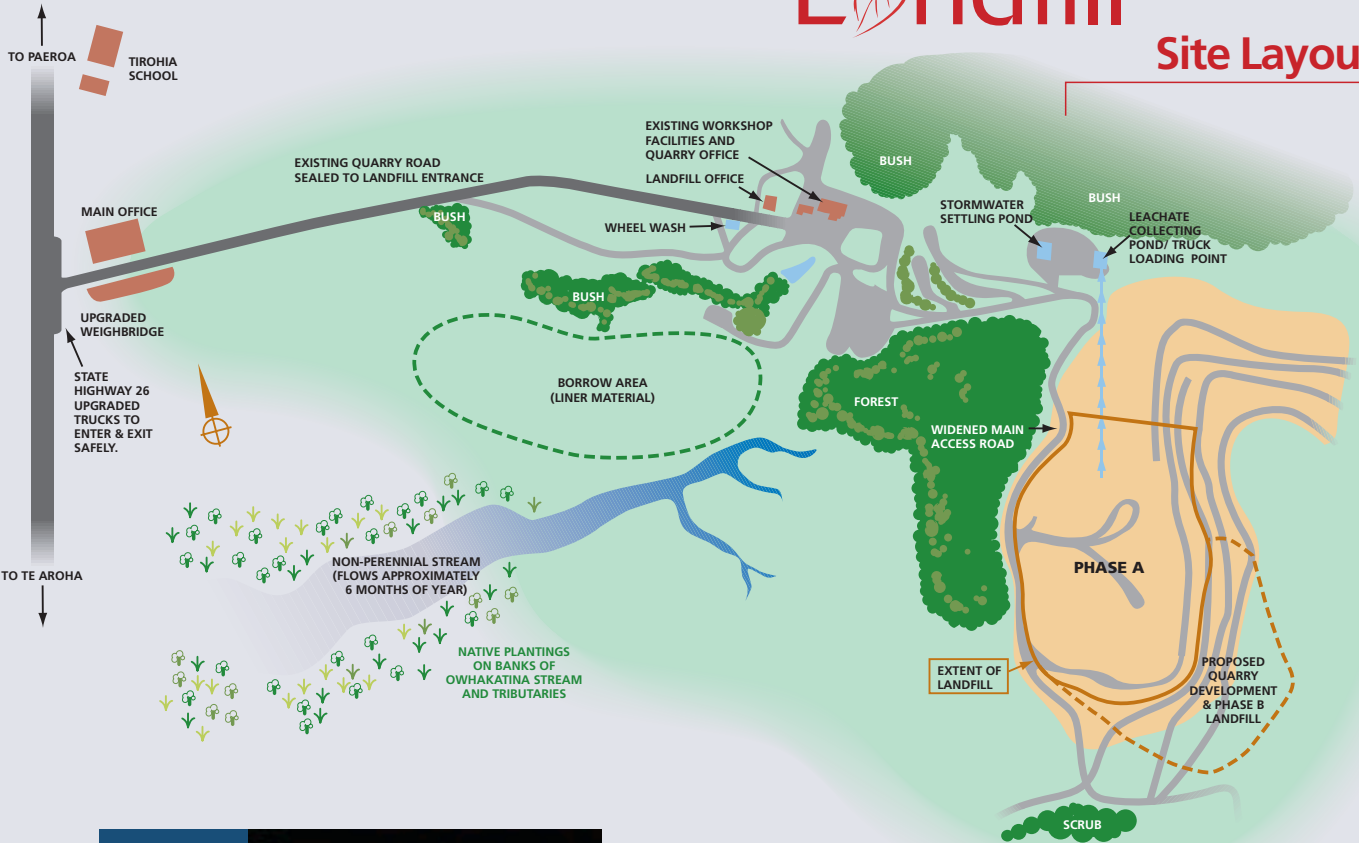 Site Layou
TO PAEROA
TIROHIA
SCHOOL
EXISTING WORKSHOP
FACILITIES AND
QUARRY OFFICE
LANDFILL OFFICE
EXISTING QUARRY ROAD
SEALED TO LANDFILL ENTRANCE
BUSH
BUSH
MAIN OFFICE
BUSH
WHEEL WASH
STORMWATER
SETTLING POND
LEACHATE
COLLECTING
POND/ TRUCK
LOADING POINT
BUSH
UPGRADED
WEIGHBRIDGE
STATE
HIGHWAY 26
UPGRADED
TRUCKS TO
ENTER & EXIT
SAFELY.
BORROW AREA
(LINER MATERIAL)
FOREST
WIDENED MAIN
ACCESS ROAD
NON-PERENNIAL STREAM
(FLOWS APPROXIMATELY
6 MONTHS OF YEAR)
TO TE AROHA
PHASE A
NATIVE PLANTINGS
ON BANKS OF
OWHAKATINA STREAM
AND TRIBUTARIES
EXTENT OF
LANDFILL
PROPOSED
QUARRY
DEVELOPMENT
& PHASE B
LANDFILL
SCRUB